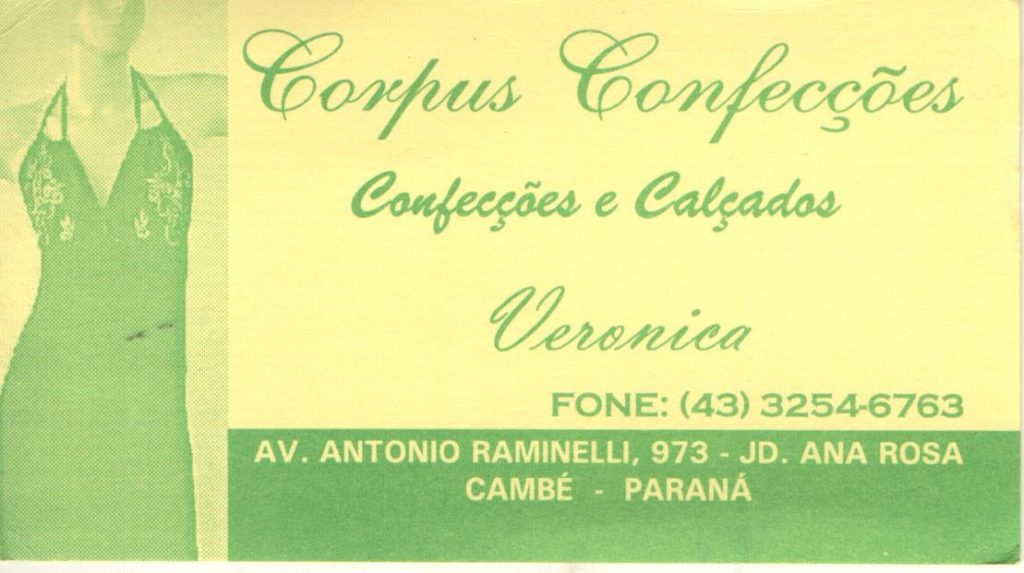 Corpus Confecções
Confecções e Calçados
Veronica
FONE: (43) 3254-6763
AV. ANTONIO RAMINELLI, 973 - JD. ANA ROSA
CAMBÉ - PARANÁ